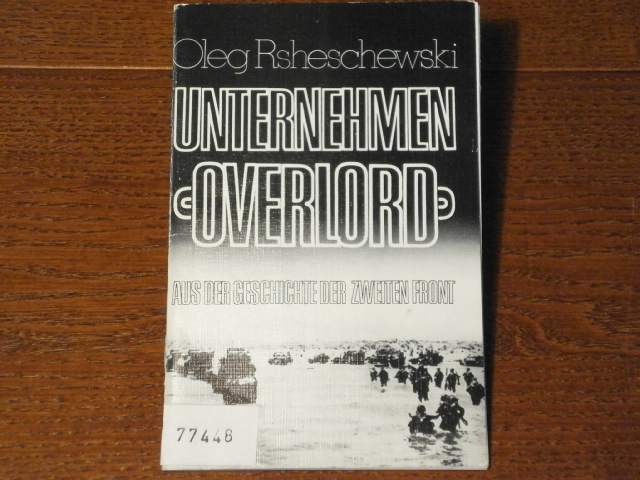 Oleg Rsheschewski
UNTERNEHMEN
«OVERLORD»
AUS DER GESCHICHTE DER ZWEITEN FRONT
77448